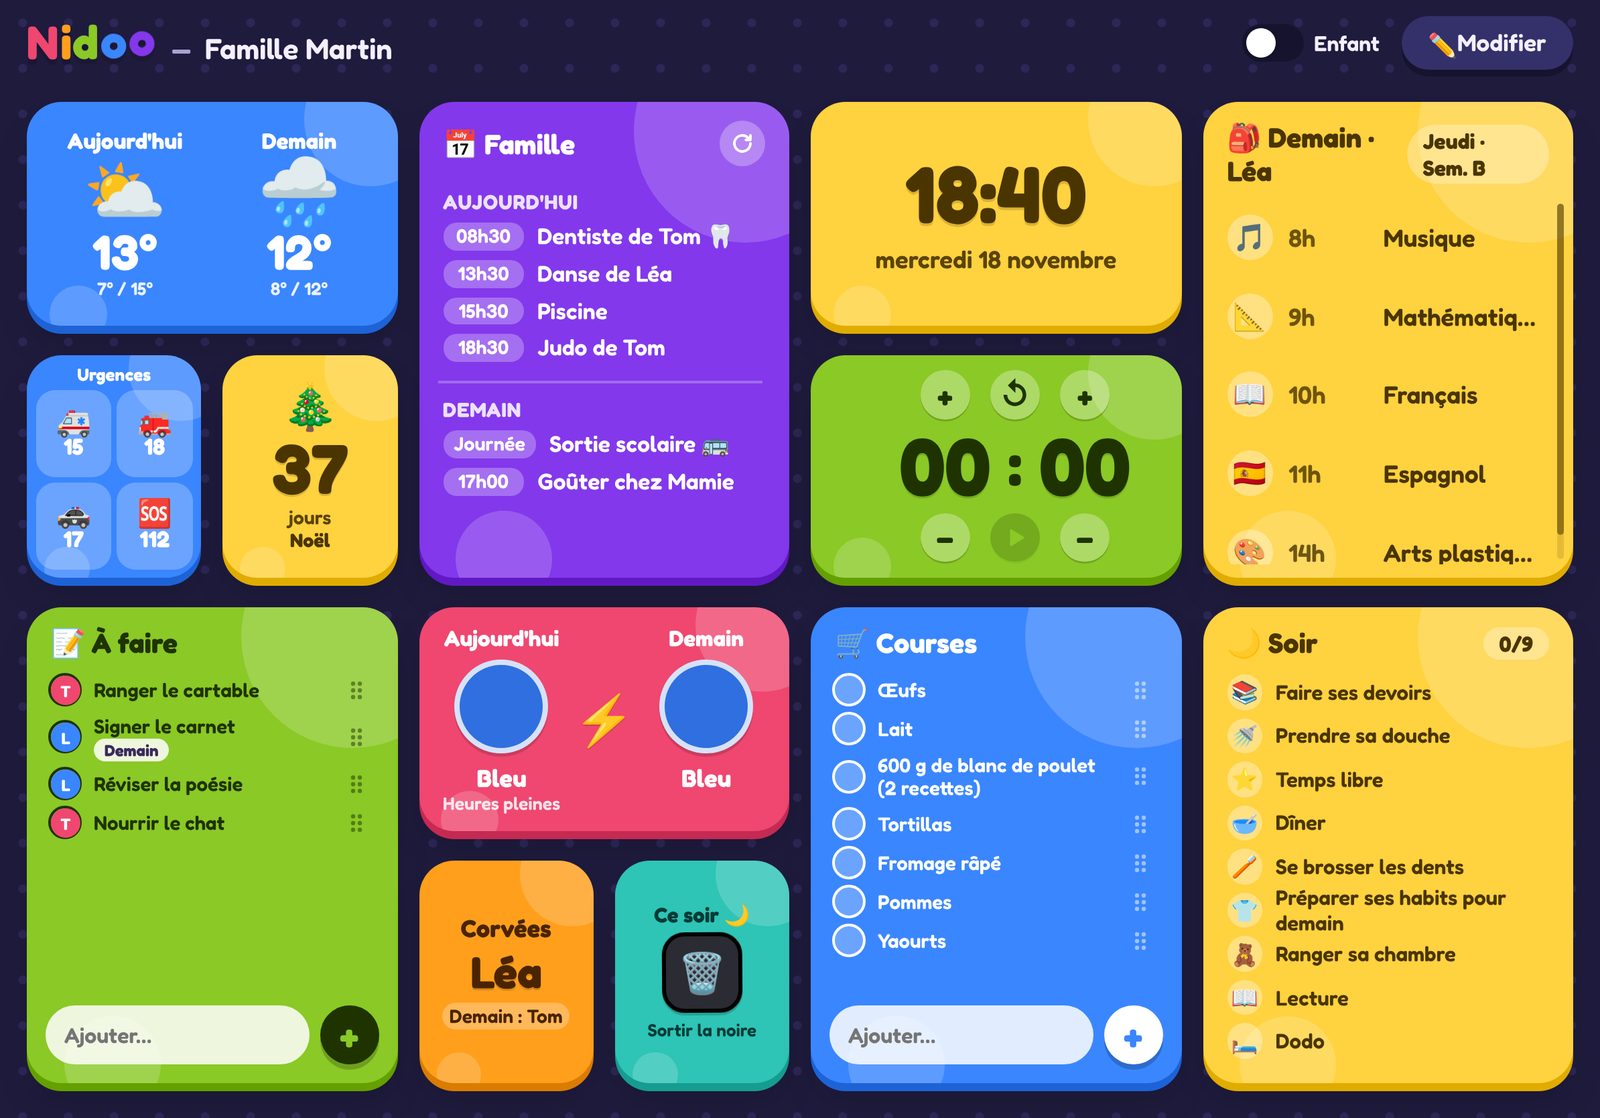 Nidoo — Famille Martin
Enfant
✏️Modifier
Aujourd'hui
13°
7° / 15°
Demain
12°
8° / 12°
Urgences
15
18
17
SOS
112
37
jours
Noël
July
17
Famille
AUJOURD'HUI
08h30 Dentiste de Tom 🦷
13h30 Danse de Léa
15h30 Piscine
18h30 Judo de Tom
DEMAIN
Journée Sortie scolaire 🚌
17h00 Goûter chez Mamie
18:40
mercredi 18 novembre
+ +
00 : 00
− −
🎒 Demain ·
Léa
Jeudi ·
Sem. B
8h Musique
9h Mathématiq...
10h Français
11h Espagnol
14h Arts plastiq...
📝 À faire
T Ranger le cartable
L Signer le carnet
Demain
L Réviser la poésie
T Nourrir le chat
Ajouter...
+
Aujourd'hui
Bleu
Heures pleines
Demain
Bleu
Corvées
Léa
Demain : Tom
Ce soir 🌙
Sortir la noire
🛒 Courses
Œufs
Lait
600 g de blanc de poulet
(2 recettes)
Tortillas
Fromage râpé
Pommes
Yaourts
Ajouter...
+
🌙 Soir
0/9
Faire ses devoirs
Prendre sa douche
Temps libre
Dîner
Se brosser les dents
Préparer ses habits pour
demain
Ranger sa chambre
Lecture
Dodo